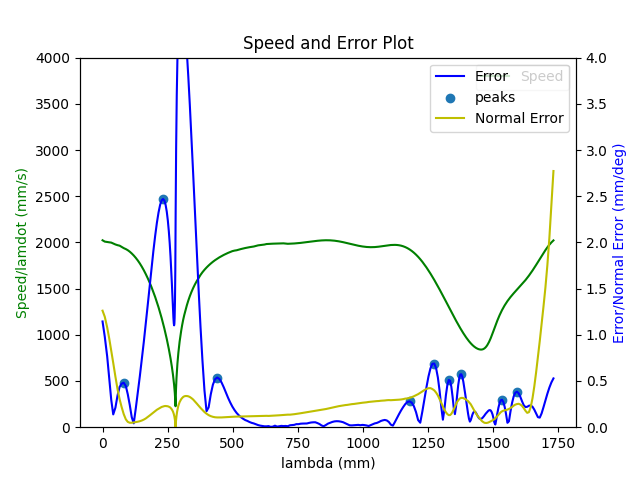 Speed and Error Plot
4000
3500
3000
2500
2000
1500
1000
500
0
Speed/lamdot (mm/s)
4.0
3.5
3.0
2.5
2.0
1.5
1.0
0.5
0.0
Error/Normal Error (mm/deg)
Speed
Error
peaks
Normal Error
0 250 500 750 1000 1250 1500 1750
lambda (mm)